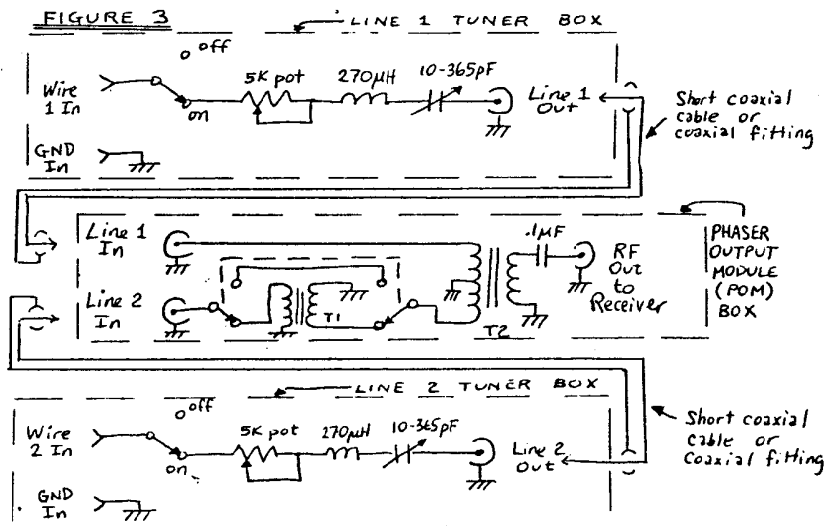 FIGURE 3
LINE 1 TUNER BOX
off
5K pot
270µH
10-365pF
Wire
1 In
on
Line 1
Out
GND
In
Short coaxial
cable or
coaxial fitting
Line 1
In
.1µF
RF
Out
to
Receiver
PHASER
OUTPUT
MODULE
(POM)
BOX
Line 2
In
T1
T2
LINE 2 TUNER BOX
off
5K pot
270µH
10-365pF
Wire
2 In
on
Line 2
Out
GND
In
Short coaxial
cable or
coaxial fitting